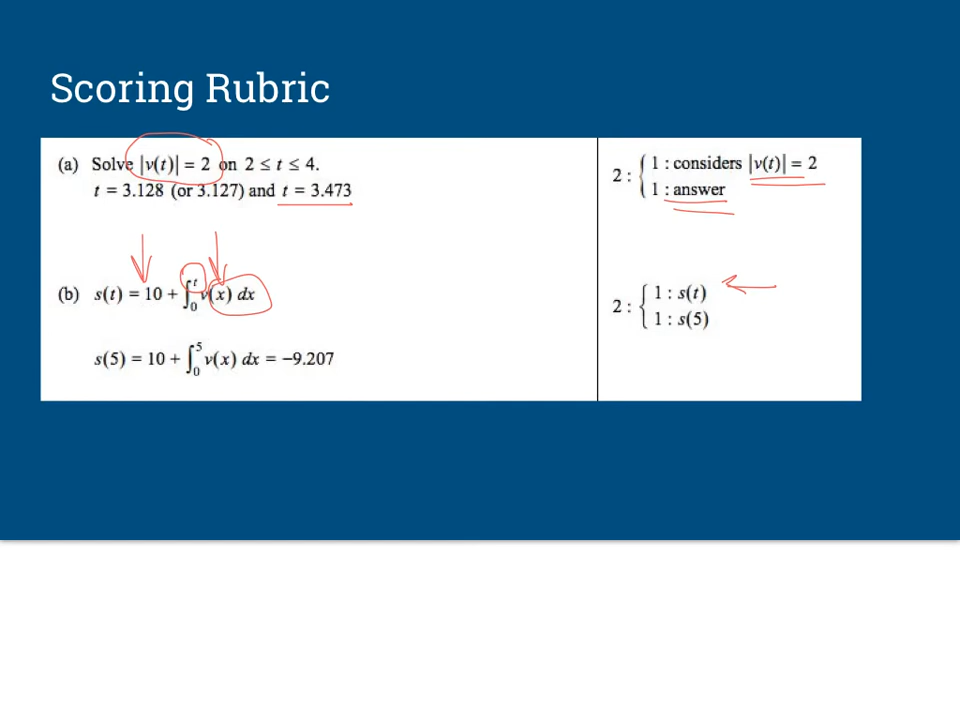 Scoring Rubric
(a) Solve |v(t)| = 2 on 2 ≤ t ≤ 4.
t = 3.128 (or 3.127) and t = 3.473
2 : { 1 : considers |v(t)| = 2
1 : answer
(b) s(t) = 10 + ∫₀ᵗ v(x) dx
s(5) = 10 + ∫₀⁵ v(x) dx = −9.207
2 : { 1 : s(t)
1 : s(5)